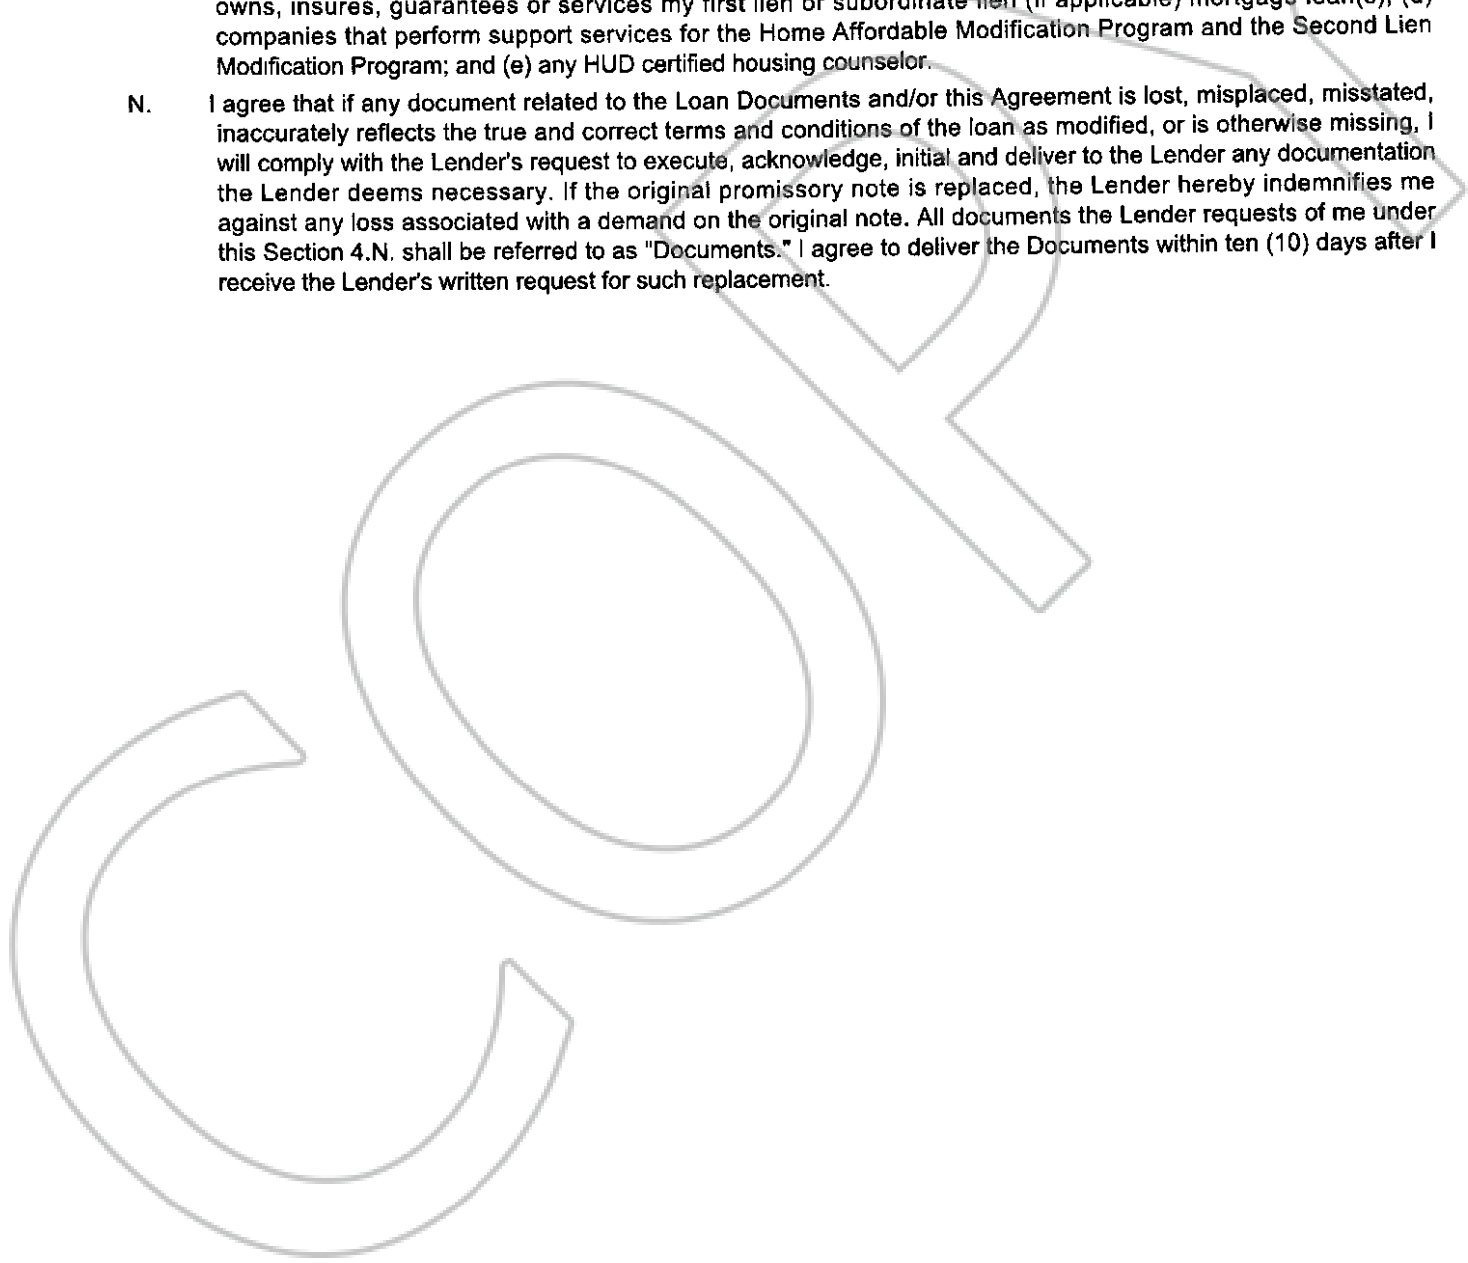 owns, insures, guarantees or services my first lien or subordinate lien (if applicable) mortgage loan(s); (d)
companies that perform support services for the Home Affordable Modification Program and the Second Lien
Modification Program; and (e) any HUD certified housing counselor.
N. I agree that if any document related to the Loan Documents and/or this Agreement is lost, misplaced, misstated,
inaccurately reflects the true and correct terms and conditions of the loan as modified, or is otherwise missing, I
will comply with the Lender's request to execute, acknowledge, initial and deliver to the Lender any documentation
the Lender deems necessary. If the original promissory note is replaced, the Lender hereby indemnifies me
against any loss associated with a demand on the original note. All documents the Lender requests of me under
this Section 4.N. shall be referred to as "Documents." I agree to deliver the Documents within ten (10) days after I
receive the Lender's written request for such replacement.
COPY